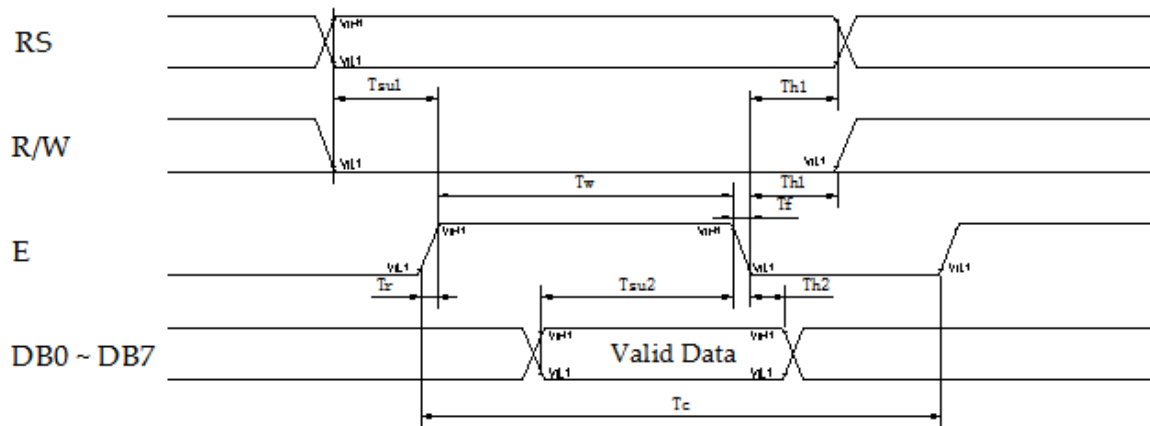 RS
VIH1
VIL1
Tsu1
Th1
R/W
VIL1
VIL1
Tw
Th1
Tf
E
VIH1
VIH1
VIL1
VIL1
VIL1
Tr
Tsu2
Th2
DB0 ~ DB7
VIH1
Valid Data
VIH1
VIL1
VIL1
Tc